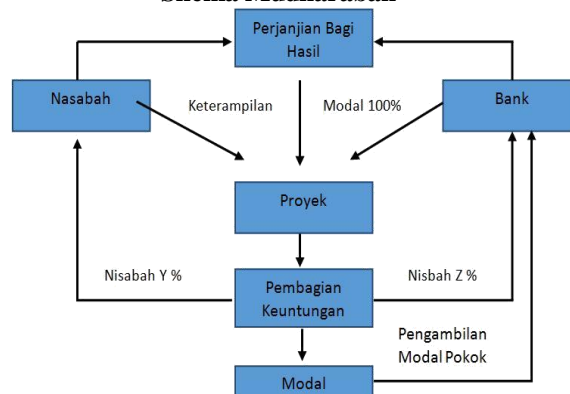 Skema Mudharabah
Perjanjian Bagi
Hasil
Nasabah
Keterampilan
Modal 100%
Bank
Proyek
Nisabah Y %
Pembagian
Keuntungan
Nisbah Z %
Pengambilan
Modal Pokok
Modal